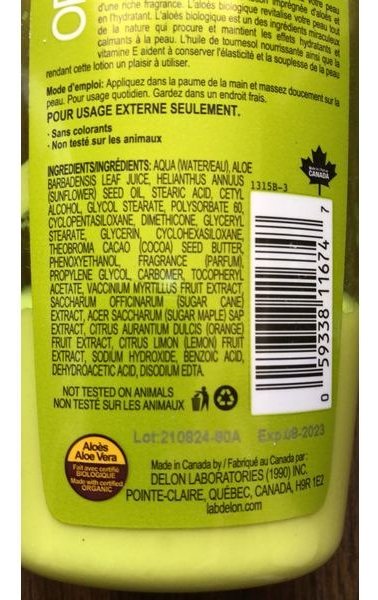 d'une riche fragrance. L'aloès
en l'hydratant. L'aloès biologique revitalise votre peau tout
de la nature qui procure et maintient les effets hydratants et
calmants à la peau. L'huile de tournesol nourrissante ainsi que la
vitamine E aident à conserver l'élasticité et la souplesse de la peau
rendant cette lotion un plaisir à utiliser.
Mode d'emploi: Appliquez dans la paume de la main et massez doucement sur la
peau. Pour usage quotidien. Gardez dans un endroit frais.
POUR USAGE EXTERNE SEULEMENT.
· Sans colorants
· Non testé sur les animaux
INGREDIENTS/INGRÉDIENTS: AQUA (WATER/EAU), ALOE
BARBADENSIS LEAF JUICE, HELIANTHUS ANNUUS
(SUNFLOWER) SEED OIL, STEARIC ACID, CETYL
ALCOHOL, GLYCOL STEARATE, POLYSORBATE 60,
CYCLOPENTASILOXANE, DIMETHICONE, GLYCERYL
STEARATE, GLYCERIN, CYCLOHEXASILOXANE,
THEOBROMA CACAO (COCOA) SEED BUTTER,
PHENOXYETHANOL, FRAGRANCE (PARFUM),
PROPYLENE GLYCOL, CARBOMER, TOCOPHERYL
ACETATE, VACCINIUM MYRTILLUS FRUIT EXTRACT,
SACCHARUM OFFICINARUM (SUGAR CANE)
EXTRACT, ACER SACCHARUM (SUGAR MAPLE) SAP
EXTRACT, CITRUS AURANTIUM DULCIS (ORANGE)
FRUIT EXTRACT, CITRUS LIMON (LEMON) FRUIT
EXTRACT, SODIUM HYDROXIDE, BENZOIC ACID,
DEHYDROACETIC ACID, DISODIUM EDTA.
CANADA
1315B-3
0 59338 11674 7
NOT TESTED ON ANIMALS
NON TESTÉ SUR LES ANIMAUX
Lot:210824-80A Exp:08-2023
Aloès
Aloe Vera
Fait avec certifié
BIOLOGIQUE
Made with certified
ORGANIC
Made in Canada by / Fabriqué au Canada par :
DELON LABORATORIES (1990) INC.
POINTE-CLAIRE, QUÉBEC, CANADA, H9R 1E2
labdelon.com